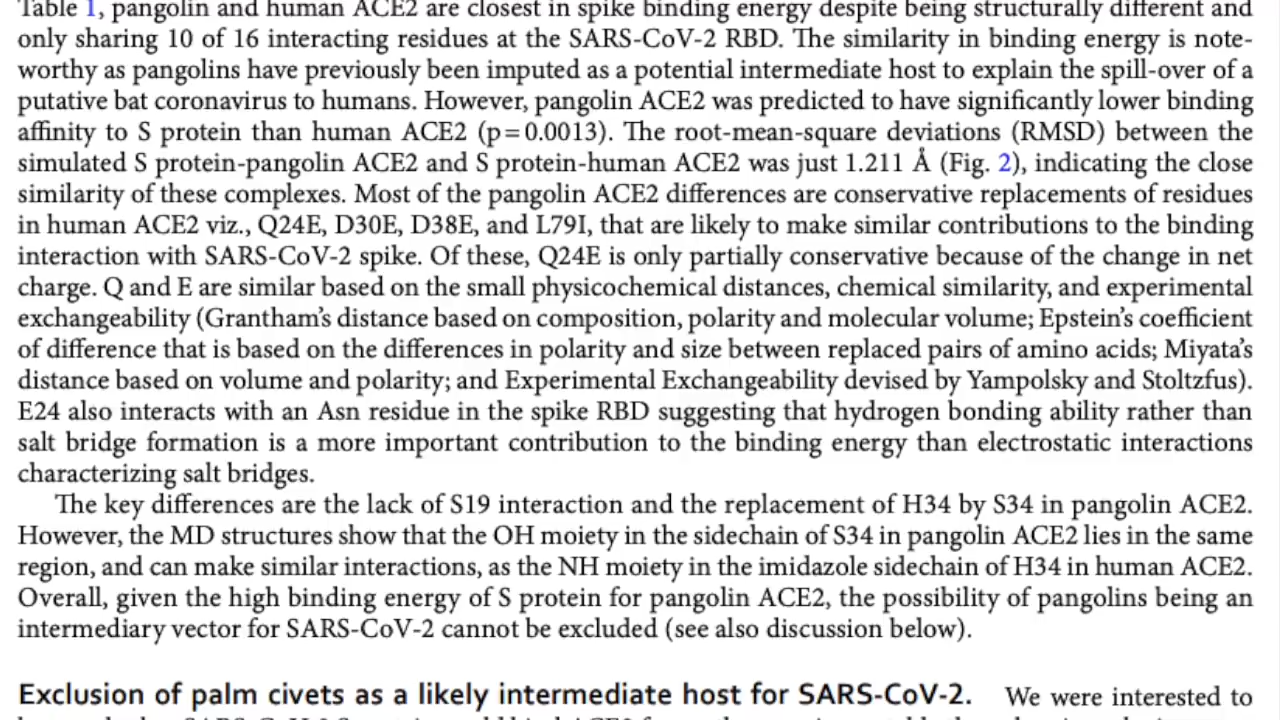 Table 1, pangolin and human ACE2 are closest in spike binding energy despite being structurally different and
only sharing 10 of 16 interacting residues at the SARS-CoV-2 RBD. The similarity in binding energy is note-
worthy as pangolins have previously been imputed as a potential intermediate host to explain the spill-over of a
putative bat coronavirus to humans. However, pangolin ACE2 was predicted to have significantly lower binding
affinity to S protein than human ACE2 (p=0.0013). The root-mean-square deviations (RMSD) between the
simulated S protein-pangolin ACE2 and S protein-human ACE2 was just 1.211 Å (Fig. 2), indicating the close
similarity of these complexes. Most of the pangolin ACE2 differences are conservative replacements of residues
in human ACE2 viz., Q24E, D30E, D38E, and L79I, that are likely to make similar contributions to the binding
interaction with SARS-CoV-2 spike. Of these, Q24E is only partially conservative because of the change in net
charge. Q and E are similar based on the small physicochemical distances, chemical similarity, and experimental
exchangeability (Grantham's distance based on composition, polarity and molecular volume; Epstein's coefficient
of difference that is based on the differences in polarity and size between replaced pairs of amino acids; Miyata's
distance based on volume and polarity; and Experimental Exchangeability devised by Yampolsky and Stoltzfus).
E24 also interacts with an Asn residue in the spike RBD suggesting that hydrogen bonding ability rather than
salt bridge formation is a more important contribution to the binding energy than electrostatic interactions
characterizing salt bridges.
The key differences are the lack of S19 interaction and the replacement of H34 by S34 in pangolin ACE2.
However, the MD structures show that the OH moiety in the sidechain of S34 in pangolin ACE2 lies in the same
region, and can make similar interactions, as the NH moiety in the imidazole sidechain of H34 in human ACE2.
Overall, given the high binding energy of S protein for pangolin ACE2, the possibility of pangolins being an
intermediary vector for SARS-CoV-2 cannot be excluded (see also discussion below).
Exclusion of palm civets as a likely intermediate host for SARS-CoV-2. We were interested to